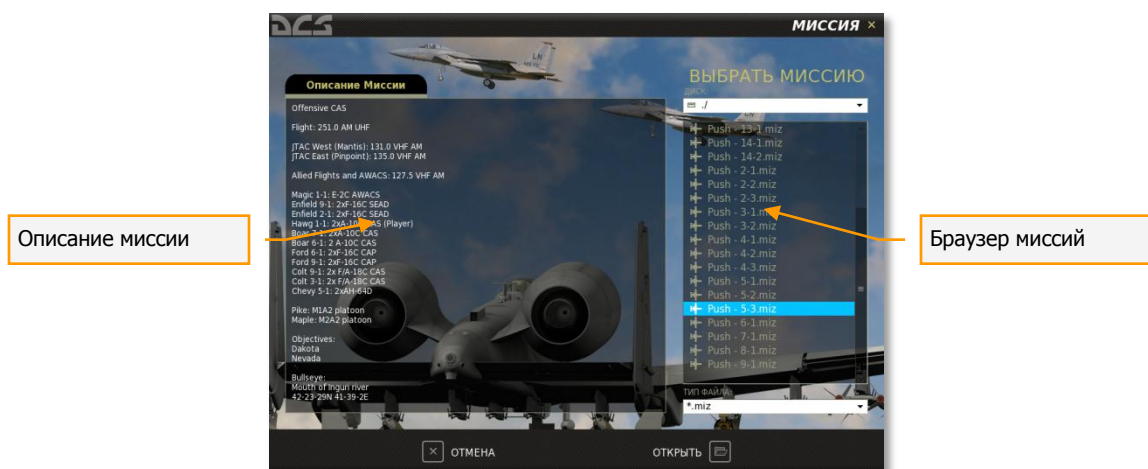 DCS
МИССИЯ ×
ВЫБРАТЬ МИССИЮ
Описание Миссии
Offensive CAS
Flight: 251.0 AM UHF
JTAC West (Mantis): 131.0 VHF AM
JTAC East (Pinpoint): 135.0 VHF AM
Allied Flights and AWACS: 127.5 VHF AM
Magic 1-1: E-2C AWACS
Enfield 9-1: 2xF-16C SEAD
Enfield 2-1: 2xF-16C SEAD
Hawg 1-1: 2xA-10C CAS (Player)
Boar 7-1: 2xA-10C CAS
Boar 6-1: 2 A-10C CAS
Ford 6-1: 2xF-16C CAP
Ford 9-1: 2xF-16C CAP
Colt 9-1: 2x F/A-18C CAS
Colt 3-1: 2x F/A-18C CAS
Chevy 5-1: 2xAH-64D
Pike: M1A2 platoon
Maple: M2A2 platoon
Objectives:
Dakota
Nevada
Bullseye:
Mouth of Inguri river
42-23-29N 41-39-2E
ДИСК:
./
Push - 13-1.miz
Push - 14-1.miz
Push - 14-2.miz
Push - 2-1.miz
Push - 2-2.miz
Push - 2-3.miz
Push - 3-1.miz
Push - 3-2.miz
Push - 4-1.miz
Push - 4-2.miz
Push - 4-3.miz
Push - 5-1.miz
Push - 5-2.miz
Push - 5-3.miz
Push - 6-1.miz
Push - 7-1.miz
Push - 8-1.miz
Push - 9-1.miz
ТИП ФАЙЛА:
*.miz
ОТМЕНА
ОТКРЫТЬ
Описание миссии
Браузер миссий